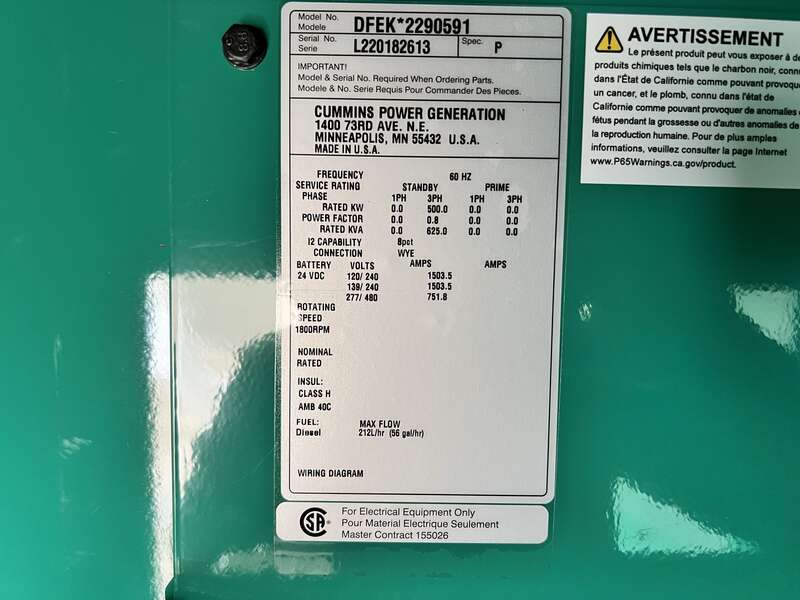 Model No. DFEK*2290591
Modele
Serial No. L220182613 Spec. P
Serie
IMPORTANT!
Model & Serial No. Required When Ordering Parts.
Modele & No. Serie Requis Pour Commander Des Pieces.
CUMMINS POWER GENERATION
1400 73RD AVE. N.E.
MINNEAPOLIS, MN 55432 U.S.A.
MADE IN U.S.A.
FREQUENCY 60 HZ
SERVICE RATING STANDBY PRIME
PHASE 1PH 3PH 1PH 3PH
RATED KW 0.0 500.0 0.0 0.0
POWER FACTOR 0.0 0.8 0.0 0.0
RATED KVA 0.0 625.0 0.0 0.0
I2 CAPABILITY 8pct
CONNECTION WYE
BATTERY VOLTS AMPS AMPS
24 VDC 120/ 240 1503.5
139/ 240 1503.5
277/ 480 751.8
ROTATING
SPEED
1800RPM
NOMINAL
RATED
INSUL:
CLASS H
AMB 40C
FUEL: MAX FLOW
Diesel 212L/hr (56 gal/hr)
WIRING DIAGRAM
CSA
For Electrical Equipment Only
Pour Material Electrique Seulement
Master Contract 155026
AVERTISSEMENT
Le présent produit peut vous exposer à de
produits chimiques tels que le charbon noir, connu
dans l'État de Californie comme pouvant provoque
un cancer, et le plomb, connu dans l'état de
Californie comme pouvant provoquer de anomalies
fétus pendant la grossesse ou d'autres anomalies de
la reproduction humaine. Pour de plus amples
informations, veuillez consulter la page Internet
www.P65Warnings.ca.gov/product.